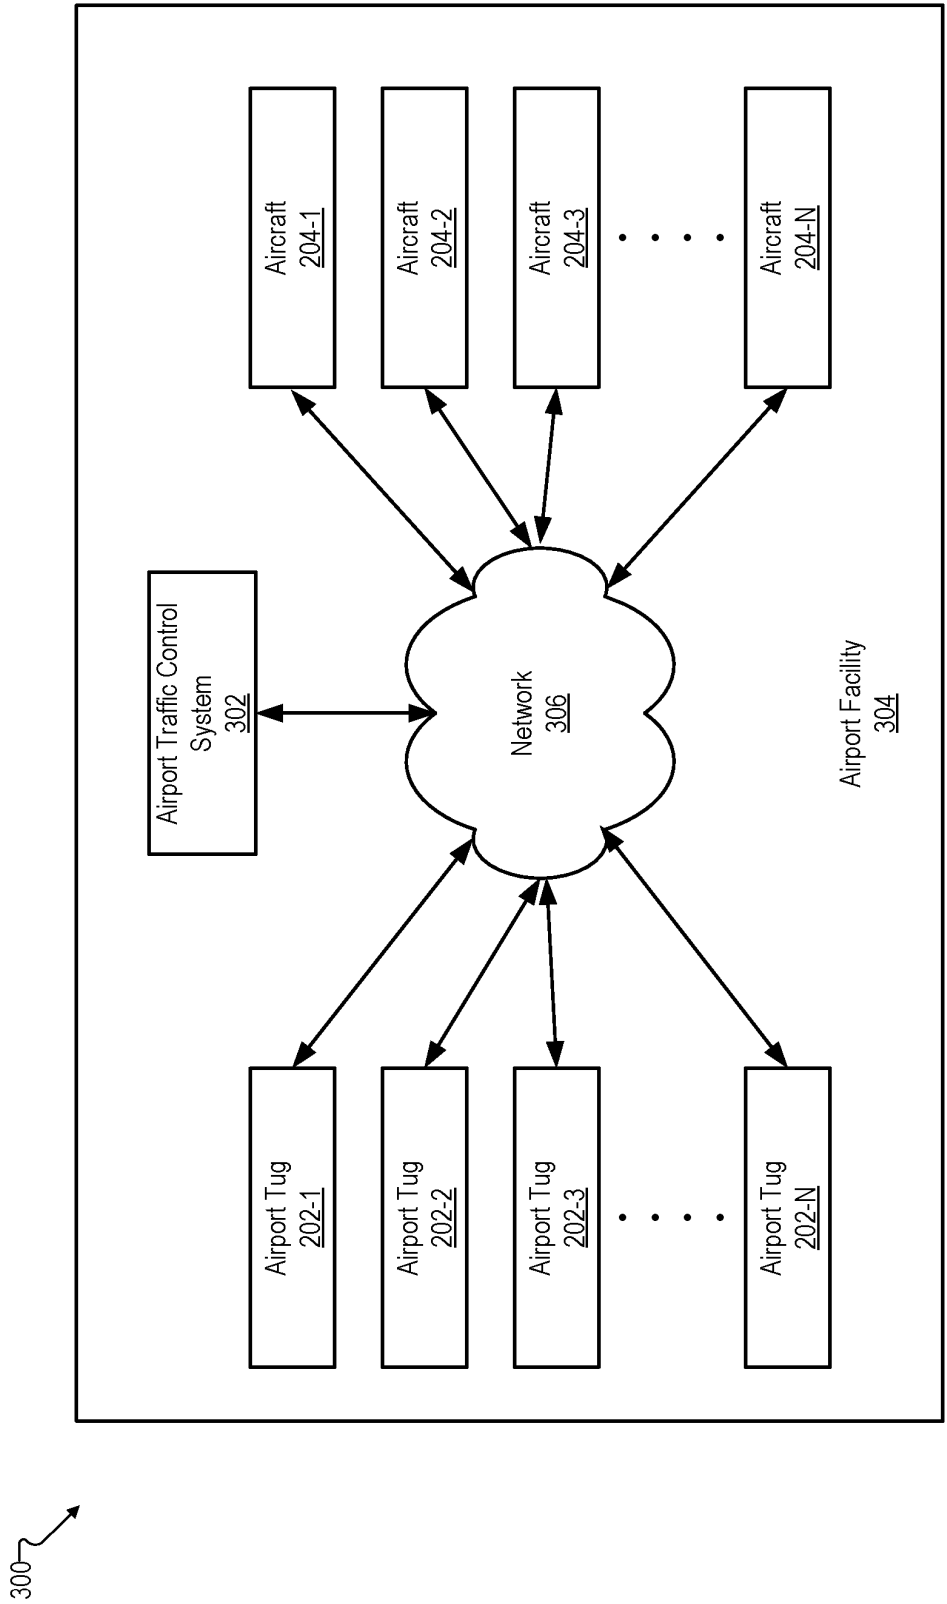 300
Airport Traffic Control
System
302
Airport Tug
202-1
Airport Tug
202-2
Airport Tug
202-3
Airport Tug
202-N
Network
306
Aircraft
204-1
Aircraft
204-2
Aircraft
204-3
Aircraft
204-N
Airport Facility
304